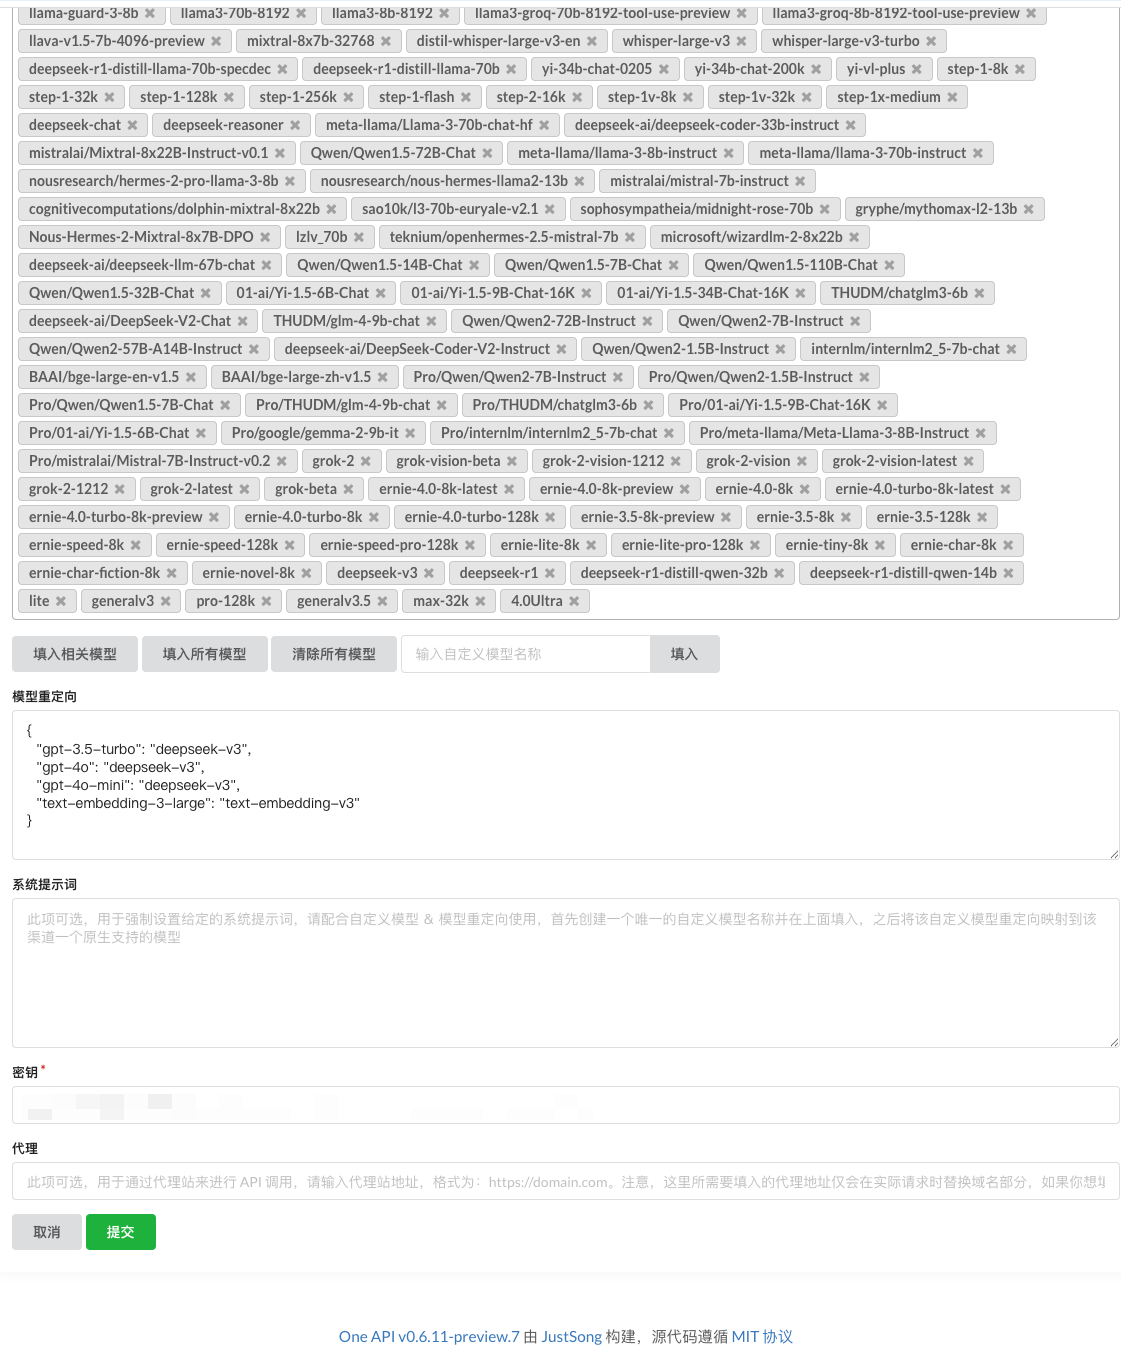 llama-guard-3-8b llama3-70b-8192 llama3-8b-8192 llama3-groq-70b-8192-tool-use-preview llama3-groq-8b-8192-tool-use-preview
llava-v1.5-7b-4096-preview mixtral-8x7b-32768 distil-whisper-large-v3-en whisper-large-v3 whisper-large-v3-turbo
deepseek-r1-distill-llama-70b-specdec deepseek-r1-distill-llama-70b yi-34b-chat-0205 yi-34b-chat-200k yi-vl-plus step-1-8k
step-1-32k step-1-128k step-1-256k step-1-flash step-2-16k step-1v-8k step-1v-32k step-1x-medium
deepseek-chat deepseek-reasoner meta-llama/Llama-3-70b-chat-hf deepseek-ai/deepseek-coder-33b-instruct
mistralai/Mixtral-8x22B-Instruct-v0.1 Qwen/Qwen1.5-72B-Chat meta-llama/llama-3-8b-instruct meta-llama/llama-3-70b-instruct
nousresearch/hermes-2-pro-llama-3-8b nousresearch/nous-hermes-llama2-13b mistralai/mistral-7b-instruct
cognitivecomputations/dolphin-mixtral-8x22b sao10k/l3-70b-euryale-v2.1 sophosympatheia/midnight-rose-70b gryphe/mythomax-l2-13b
Nous-Hermes-2-Mixtral-8x7B-DPO lzlv_70b teknium/openhermes-2.5-mistral-7b microsoft/wizardlm-2-8x22b
deepseek-ai/deepseek-llm-67b-chat Qwen/Qwen1.5-14B-Chat Qwen/Qwen1.5-7B-Chat Qwen/Qwen1.5-110B-Chat
Qwen/Qwen1.5-32B-Chat 01-ai/Yi-1.5-6B-Chat 01-ai/Yi-1.5-9B-Chat-16K 01-ai/Yi-1.5-34B-Chat-16K THUDM/chatglm3-6b
deepseek-ai/DeepSeek-V2-Chat THUDM/glm-4-9b-chat Qwen/Qwen2-72B-Instruct Qwen/Qwen2-7B-Instruct
Qwen/Qwen2-57B-A14B-Instruct deepseek-ai/DeepSeek-Coder-V2-Instruct Qwen/Qwen2-1.5B-Instruct internlm/internlm2_5-7b-chat
BAAI/bge-large-en-v1.5 BAAI/bge-large-zh-v1.5 Pro/Qwen/Qwen2-7B-Instruct Pro/Qwen/Qwen2-1.5B-Instruct
Pro/Qwen/Qwen1.5-7B-Chat Pro/THUDM/glm-4-9b-chat Pro/THUDM/chatglm3-6b Pro/01-ai/Yi-1.5-9B-Chat-16K
Pro/01-ai/Yi-1.5-6B-Chat Pro/google/gemma-2-9b-it Pro/internlm/internlm2_5-7b-chat Pro/meta-llama/Meta-Llama-3-8B-Instruct
Pro/mistralai/Mistral-7B-Instruct-v0.2 grok-2 grok-vision-beta grok-2-vision-1212 grok-2-vision grok-2-vision-latest
grok-2-1212 grok-2-latest grok-beta ernie-4.0-8k-latest ernie-4.0-8k-preview ernie-4.0-8k ernie-4.0-turbo-8k-latest
ernie-4.0-turbo-8k-preview ernie-4.0-turbo-8k ernie-4.0-turbo-128k ernie-3.5-8k-preview ernie-3.5-8k ernie-3.5-128k
ernie-speed-8k ernie-speed-128k ernie-speed-pro-128k ernie-lite-8k ernie-lite-pro-128k ernie-tiny-8k ernie-char-8k
ernie-char-fiction-8k ernie-novel-8k deepseek-v3 deepseek-r1 deepseek-r1-distill-qwen-32b deepseek-r1-distill-qwen-14b
lite generalv3 pro-128k generalv3.5 max-32k 4.0Ultra
填入相关模型 填入所有模型 清除所有模型 输入自定义模型名称 填入
模型重定向
{
"gpt-3.5-turbo": "deepseek-v3",
"gpt-4o": "deepseek-v3",
"gpt-4o-mini": "deepseek-v3",
"text-embedding-3-large": "text-embedding-v3"
}
系统提示词
此项可选，用于强制设置给定的系统提示词，请配合自定义模型 & 模型重定向使用，首先创建一个唯一的自定义模型名称并在上面填入，之后将该自定义模型重定向映射到该
渠道一个原生支持的模型
密钥 *
代理
此项可选，用于通过代理站来进行 API 调用，请输入代理站地址，格式为：https://domain.com。注意，这里所需要填入的代理地址仅会在实际请求时替换域名部分，如果你想
取消 提交
One API v0.6.11-preview.7 由 JustSong 构建，源代码遵循 MIT 协议